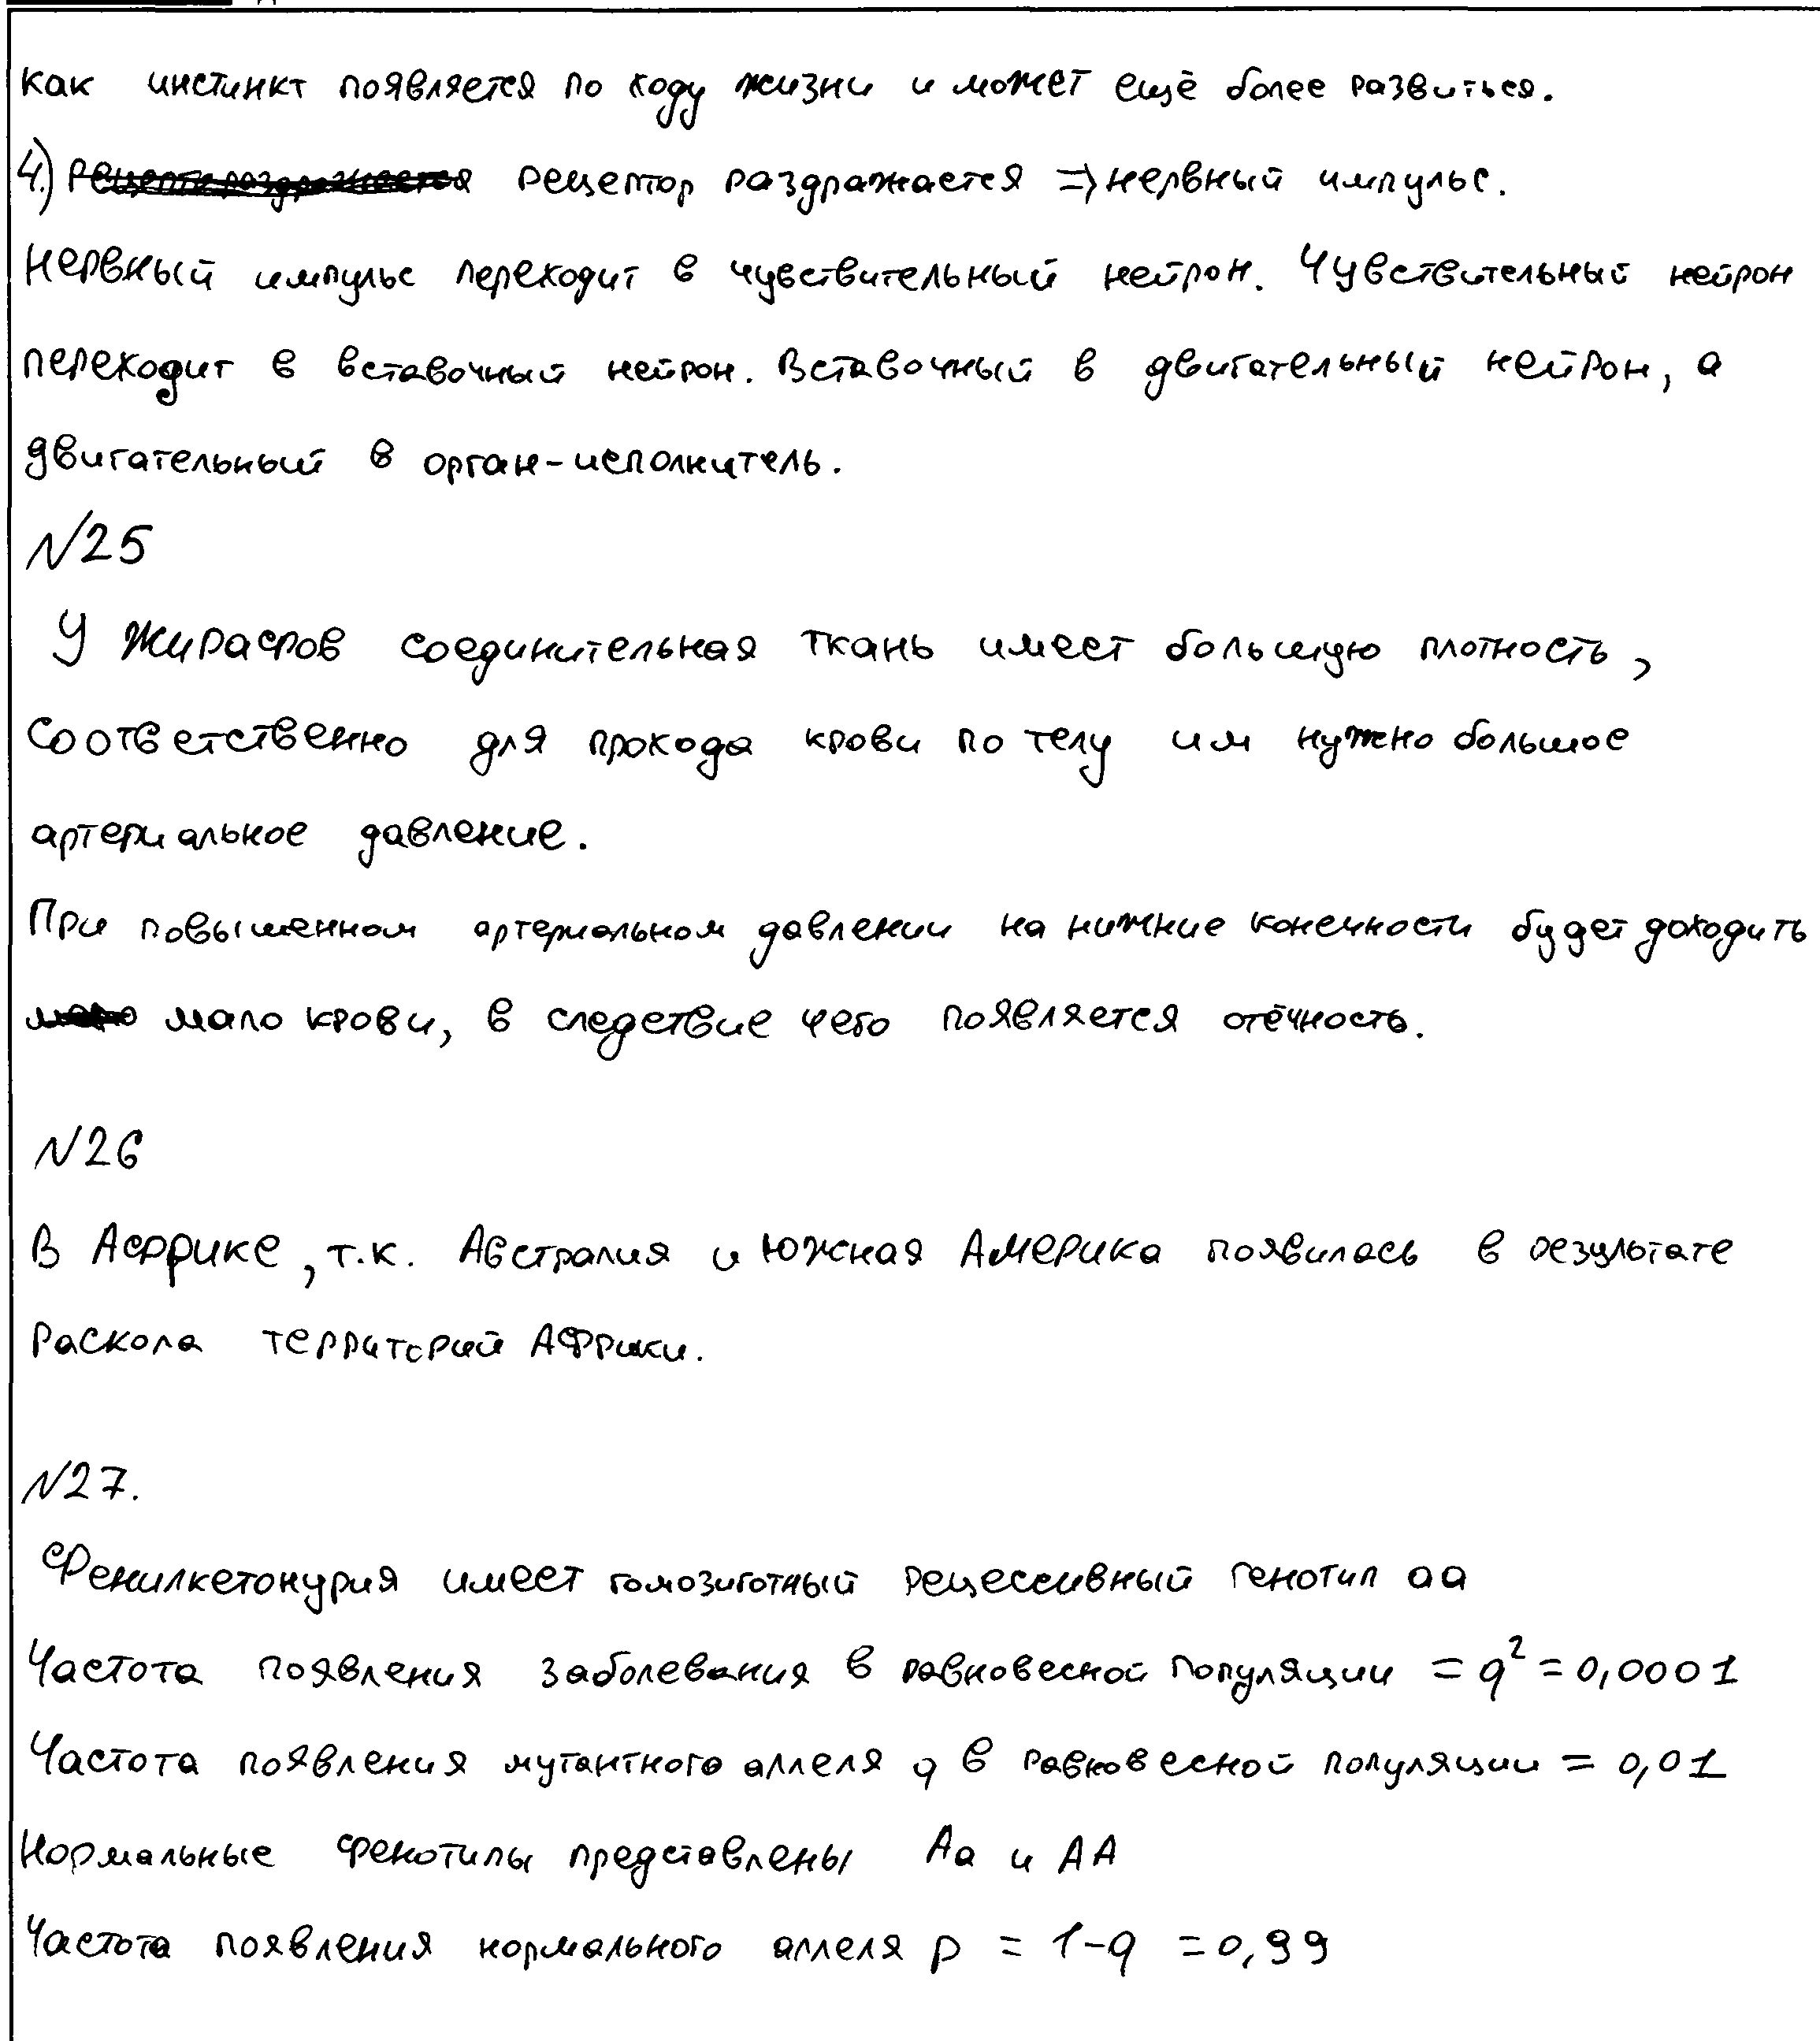 как инстинкт появляется по ходу жизни и может ещё более развиться.
4.) рецептор раздражается => нервный импульс.
Нервный импульс переходит в чувствительный нейрон. Чувствительный нейрон
переходит в вставочный нейрон. Вставочный в двигательный нейрон, а
двигательный в орган-исполнитель.
N25
У жирафов соединительная ткань имеет большую плотность,
Соответственно для прохода крови по телу им нужно большое
артериальное давление.
При повышенном артериальном давлении на нижние конечности будет доходить
мало крови, в следствие чего появляется отёчность.
N26
В Африке, т.к. Австралия и Южная Америка появилась в результате
Раскола территорий Африки.
N27.
Фенилкетонурия имеет гомозиготный рецессивный генотип аа
Частота появления заболевания в равновесной популяции = q² = 0,0001
Частота появления мутантного аллеля q в равновесной популяции = 0,01
Нормальные фенотипы представлены Аа и АА
Частота появления нормального аллеля p = 1-q = 0,99